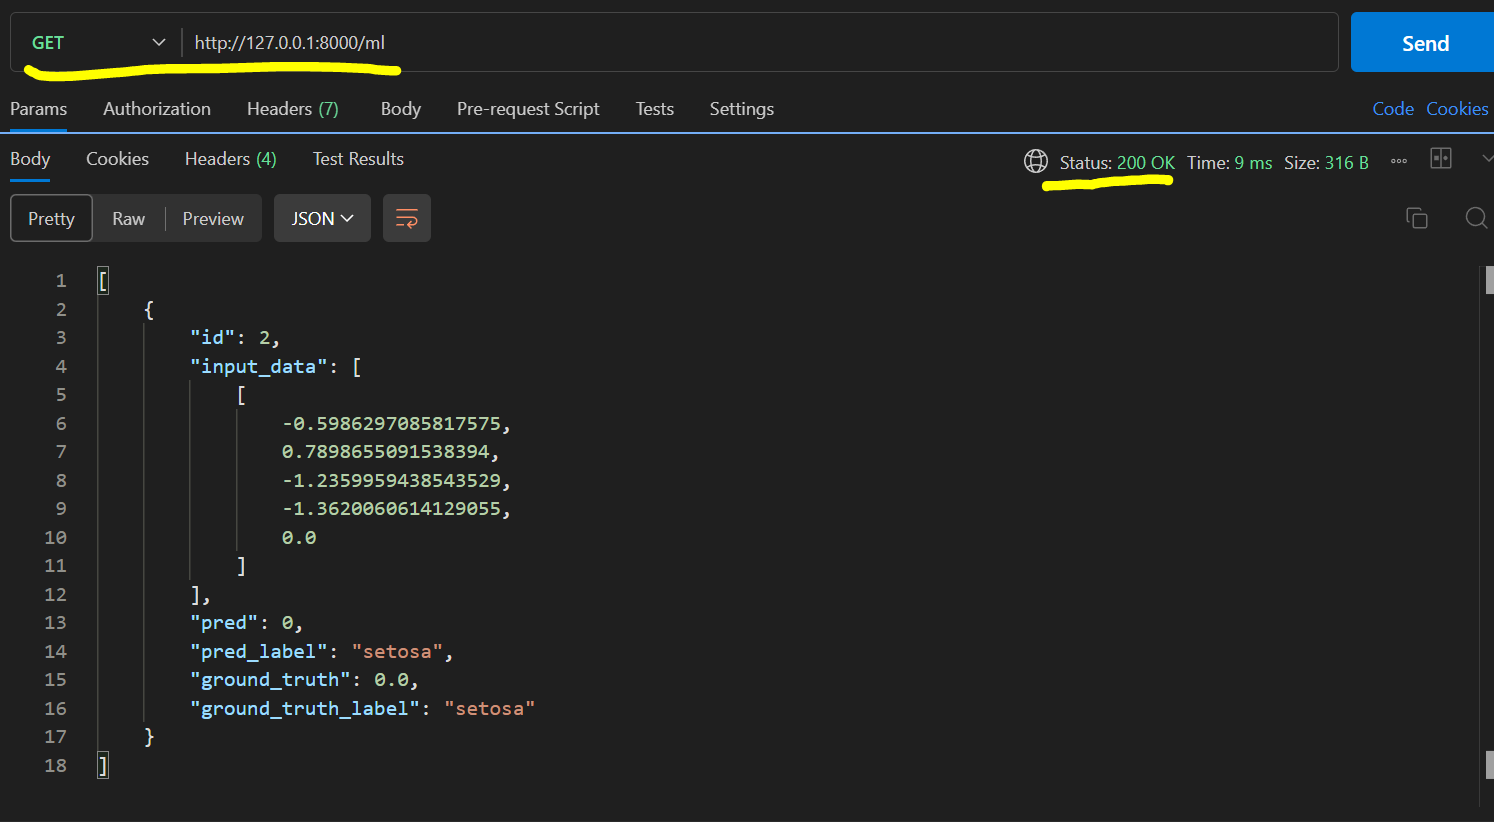 GET http://127.0.0.1:8000/ml Send
Params Authorization Headers (7) Body Pre-request Script Tests Settings Code Cookies
Body Cookies Headers (4) Test Results Status: 200 OK Time: 9 ms Size: 316 B
Pretty Raw Preview JSON
1 [
2 {
3 "id": 2,
4 "input_data": [
5 [
6 -0.5986297085817575,
7 0.7898655091538394,
8 -1.2359959438543529,
9 -1.3620060614129055,
10 0.0
11 ]
12 ],
13 "pred": 0,
14 "pred_label": "setosa",
15 "ground_truth": 0.0,
16 "ground_truth_label": "setosa"
17 }
18 ]